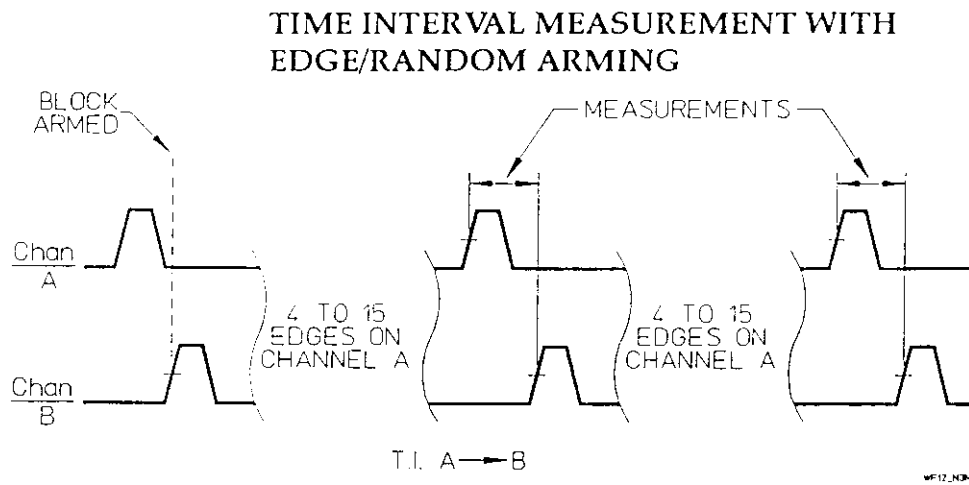 TIME INTERVAL MEASUREMENT WITH
EDGE/RANDOM ARMING
BLOCK
ARMED
MEASUREMENTS
Chan
A
4 TO 15
EDGES ON
CHANNEL A
4 TO 15
EDGES ON
CHANNEL A
Chan
B
T.I. A → B